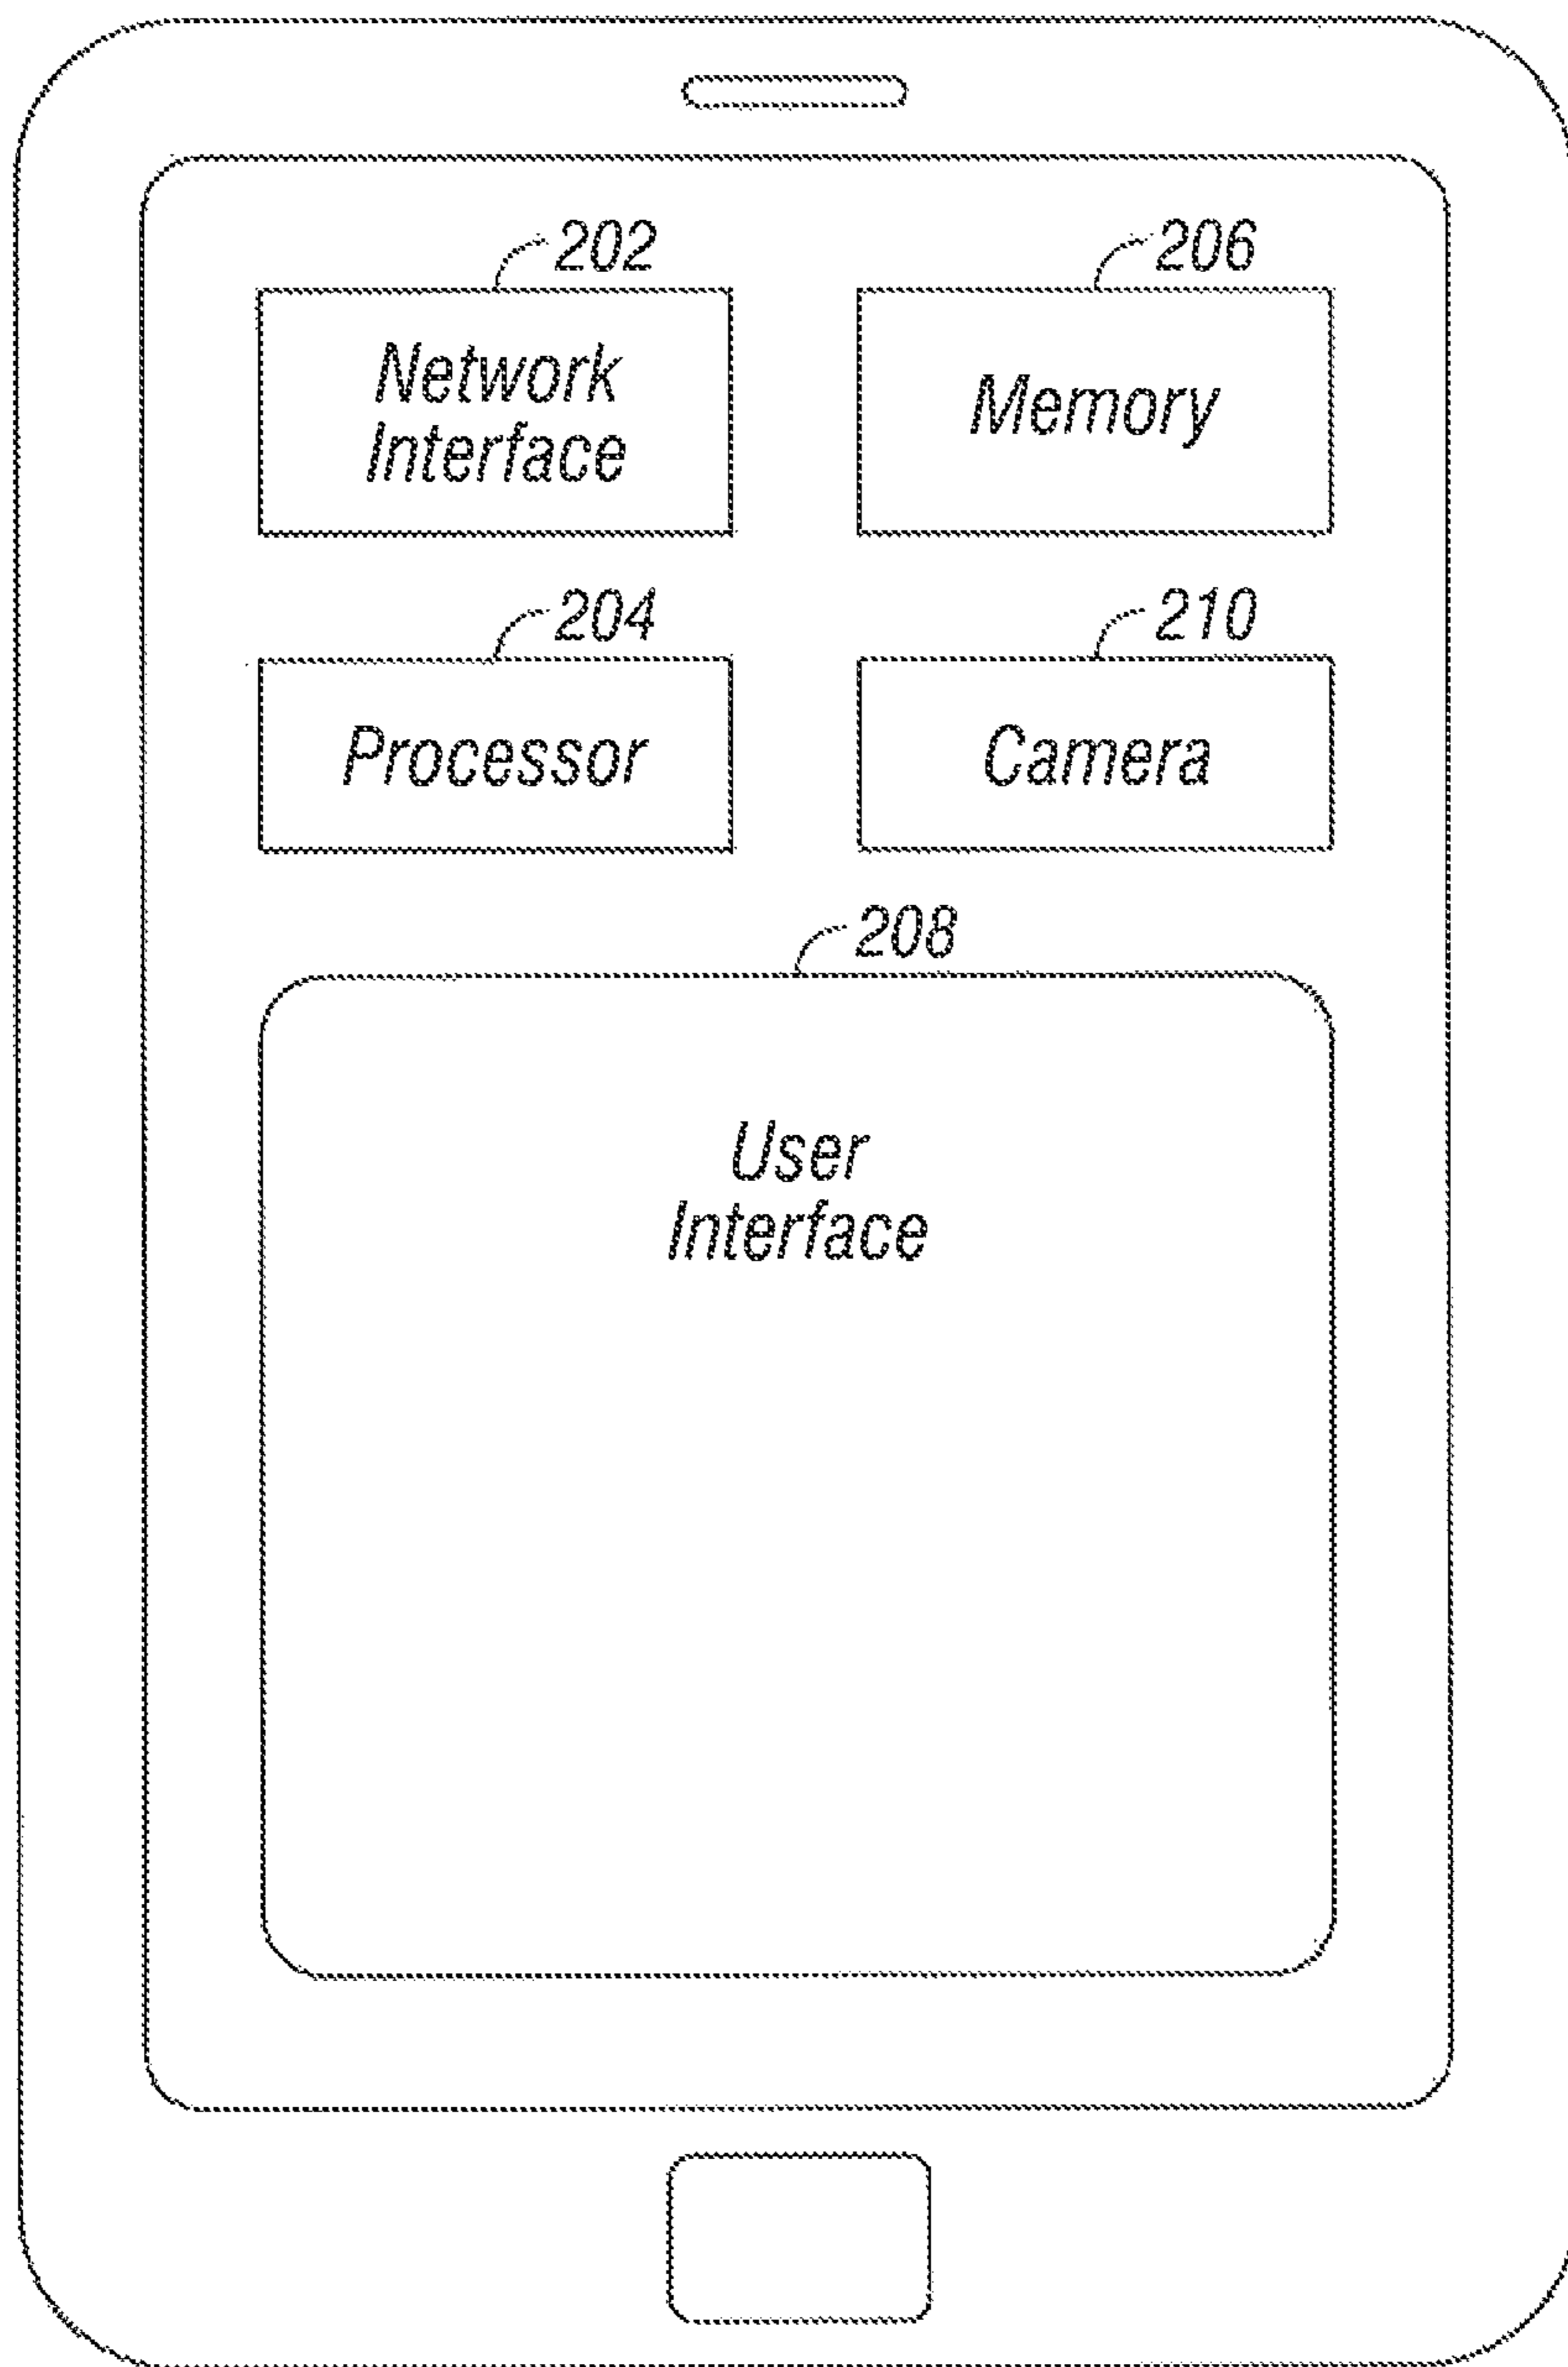 202
Network
Interface
206
Memory
204
Processor
210
Camera
208
User
Interface